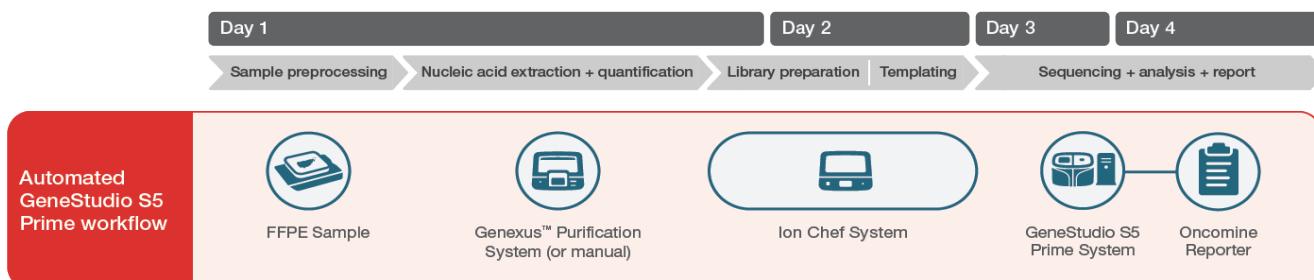 Day 1
Day 2
Day 3
Day 4
Sample preprocessing
Nucleic acid extraction + quantification
Library preparation
Templating
Sequencing + analysis + report
Automated
GeneStudio S5
Prime workflow
FFPE Sample
Genexus™ Purification
System (or manual)
Ion Chef System
GeneStudio S5
Prime System
Oncomine
Reporter